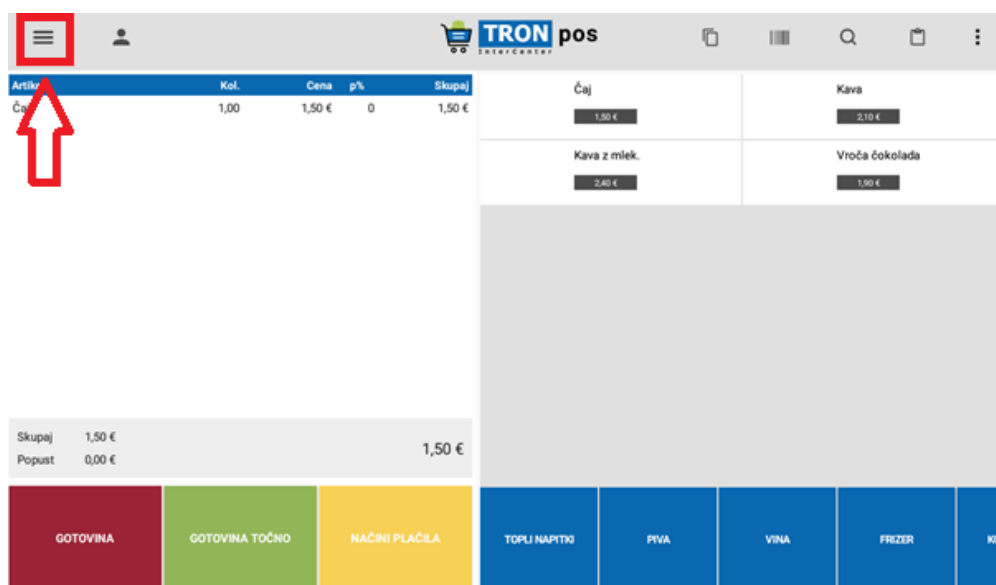 TRON pos
InterCenter
Kol. Cena p% Skupaj
1,00 1,50 € 0 1,50 €
Čaj
1,50 €
Kava
2,10 €
Kava z mlek.
2,40 €
Vroča čokolada
1,90 €
Skupaj 1,50 €
Popust 0,00 €
1,50 €
GOTOVINA
GOTOVINA TOČNO
NAČINI PLAČILA
TOPLI NAPITKI
PIVA
VINA
FRIZER